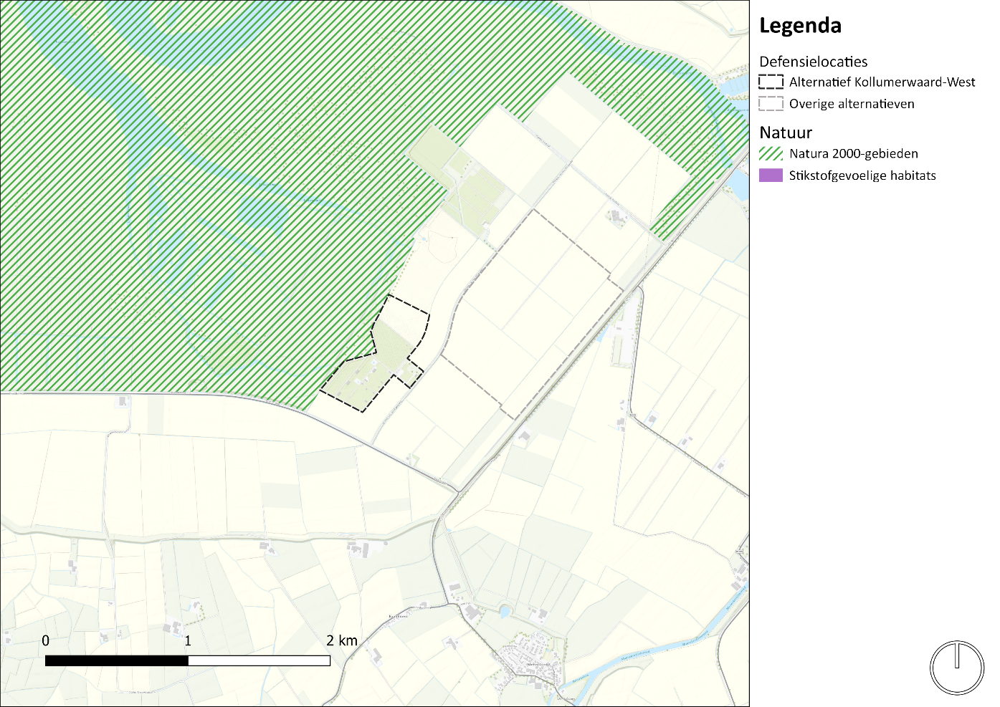 Legenda
Defensielocaties
Alternatief Kollumerwaard-West
Overige alternatieven
Natuur
Natura 2000-gebieden
Stikstofgevoelige habitats
0 1 2 km